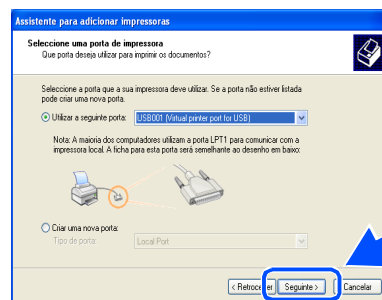 Assistente para adicionar impressoras
Seleccione uma porta de impressora
Que porta deseja utilizar para imprimir os documentos?
Seleccione a porta que a sua impressora deve utilizar. Se a porta não estiver listada
pode criar uma nova porta.
Utilizar a seguinte porta: USB001 (Virtual printer port for USB)
Nota: A maioria dos computadores utilizam a porta LPT1 para comunicar com a
impressora local. A ficha para esta porta será semelhante ao desenho em baixo:
Criar uma nova porta:
Tipo de porta: Local Port
< Retroceder Seguinte > Cancelar